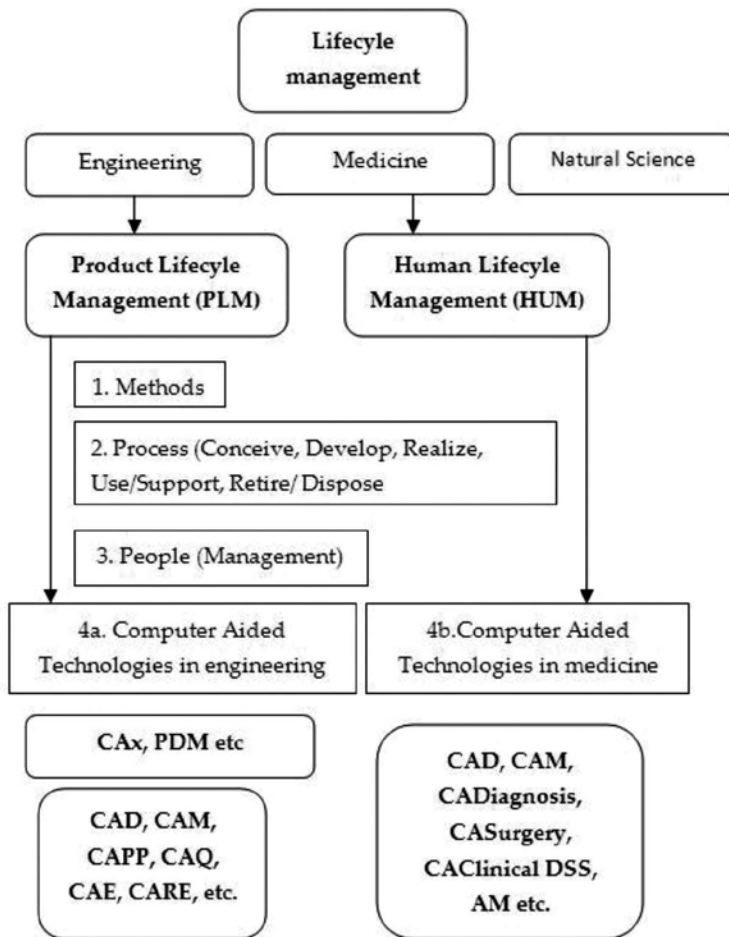 Lifecyle
management
Engineering
Medicine
Natural Science
Product Lifecyle
Management (PLM)
Human Lifecyle
Management (HUM)
1. Methods
2. Process (Conceive, Develop, Realize,
Use/Support, Retire/ Dispose
3. People (Management)
4a. Computer Aided
Technologies in engineering
4b.Computer Aided
Technologies in medicine
CAx, PDM etc
CAD, CAM,
CAPP, CAQ,
CAE, CARE, etc.
CAD, CAM,
CADiagnosis,
CASurgery,
CAClinical DSS,
AM etc.